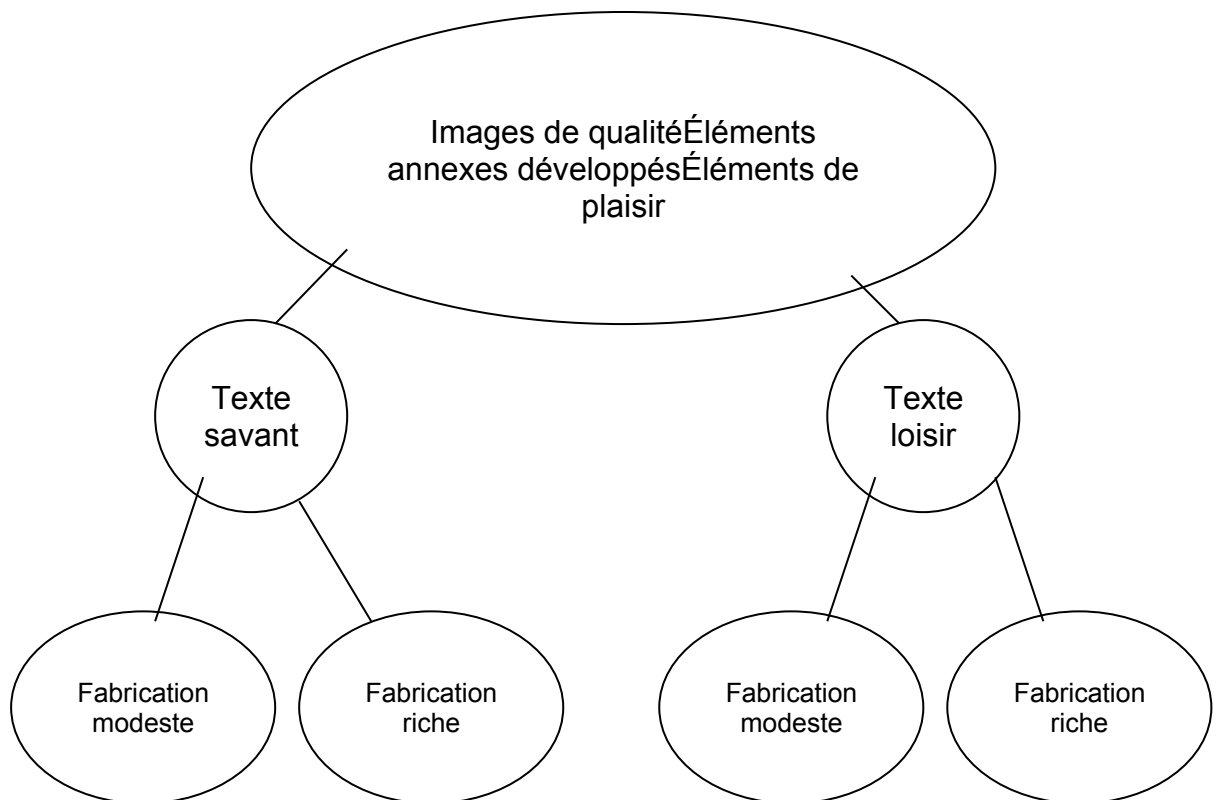 Images de qualitéÉléments
annexes développésÉléments de
plaisir
Texte
savant
Texte
loisir
Fabrication
modeste
Fabrication
riche
Fabrication
modeste
Fabrication
riche